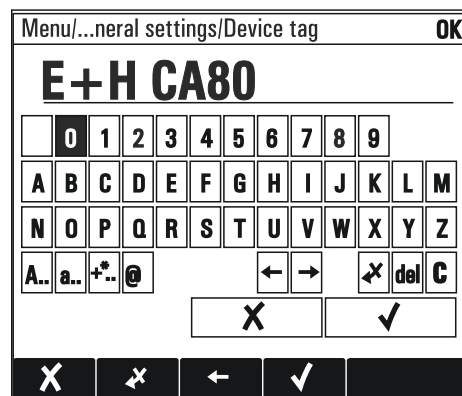 Menu/...neral settings/Device tag OK
E+H CA80
0 1 2 3 4 5 6 7 8 9
A B C D E F G H I J K L M
N O P Q R S T U V W X Y Z
A.. a.. +*.. @ ← → del C